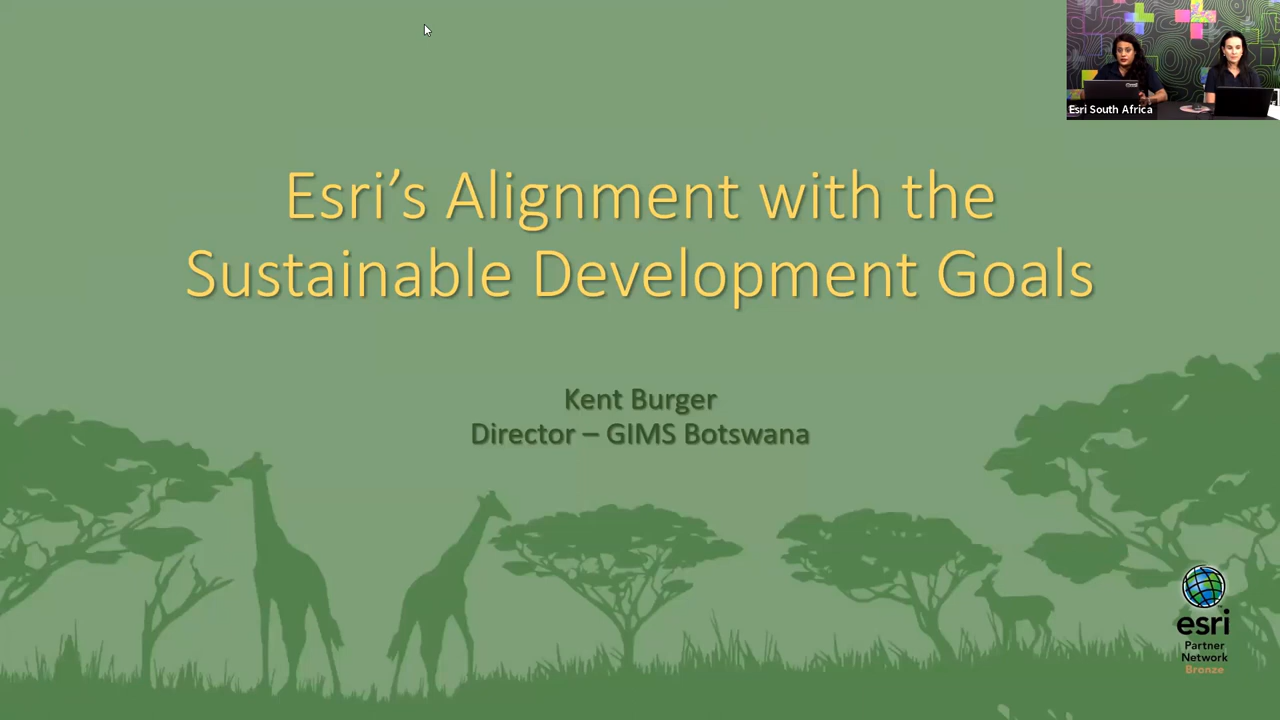 Esri South Africa
Esri’s Alignment with the
Sustainable Development Goals
Kent Burger
Director – GIMS Botswana
esri
Partner
Network
Bronze